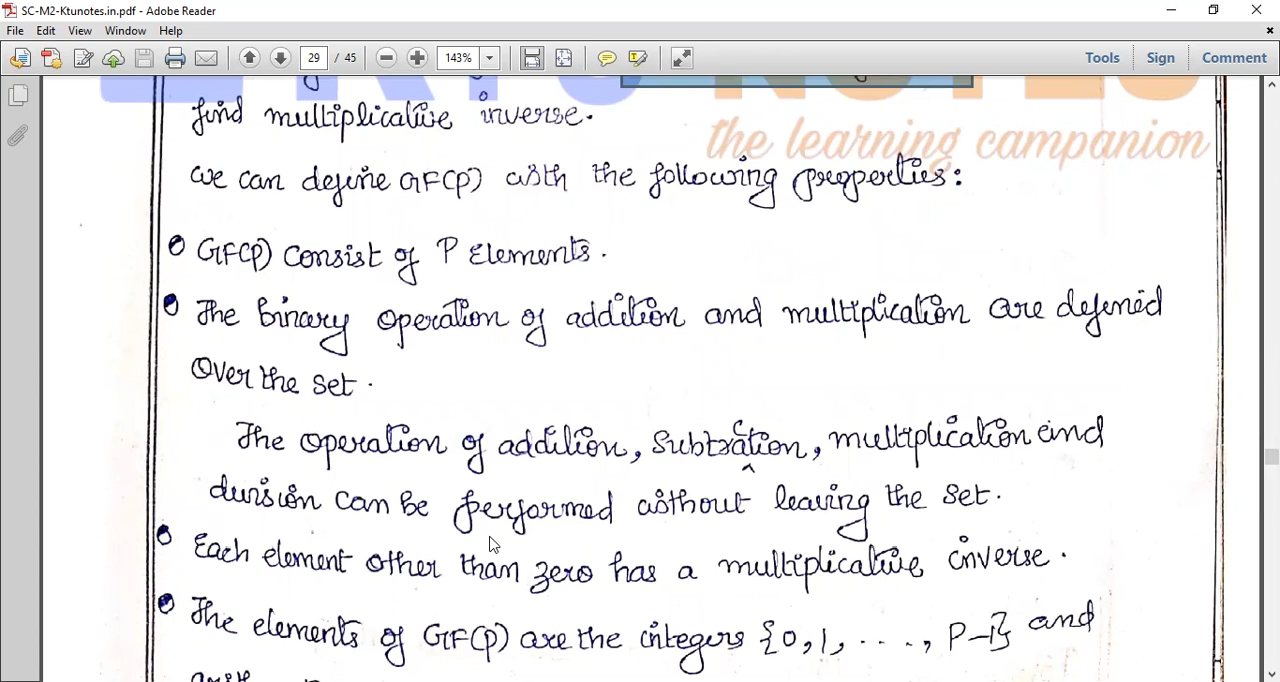 SC-M2-Ktunotes.in.pdf - Adobe Reader
File Edit View Window Help
29 / 45 143% Tools Sign Comment
find multiplicative inverse.
the learning companion
we can define GF(p) with the following properties:
GF(p) consist of P Elements.
The binary operation of addition and multiplication are defined
Over the set.
The operation of addition, subtraction, multiplication and
division can be performed without leaving the set.
Each element other than zero has a multiplicative inverse.
The elements of GF(p) are the integers {0, 1, ...., P-1} and